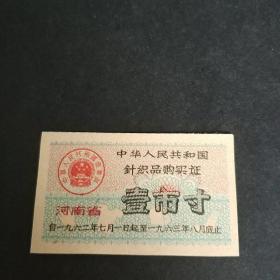 中华人民共和国
針织品购买证
河南省
壹市寸
自一九六二年七月一日起至一九六三年八月底止